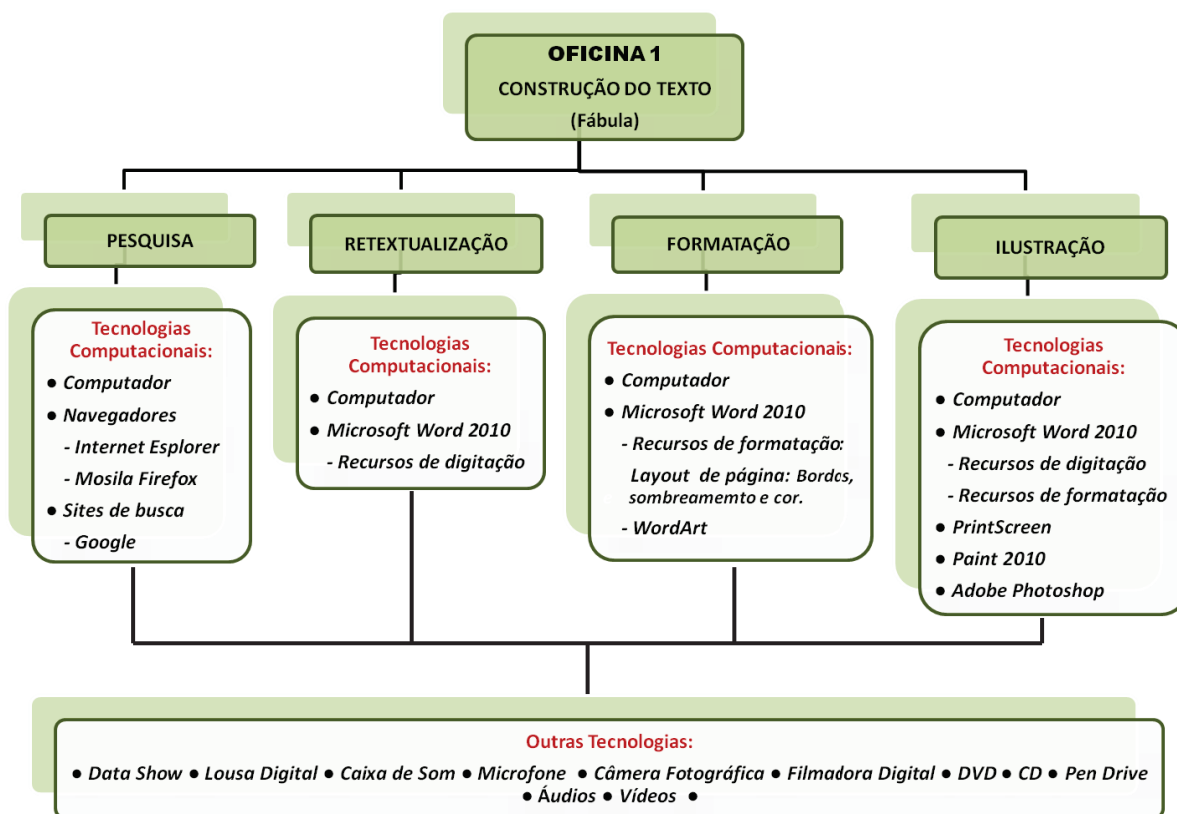 OFICINA 1
CONSTRUÇÃO DO TEXTO
(Fábula)
PESQUISA
Tecnologias
Computacionais:
● Computador
● Navegadores
- Internet Esplorer
- Mosila Firefox
● Sites de busca
- Google
RETEXTUALIZAÇÃO
Tecnologias
Computacionais:
● Computador
● Microsoft Word 2010
- Recursos de digitação
FORMATAÇÃO
Tecnologias Computacionais:
● Computador
● Microsoft Word 2010
- Recursos de formatação:
Layout de página: Bordas,
sombreamemto e cor.
- WordArt
ILUSTRAÇÃO
Tecnologias
Computacionais:
● Computador
● Microsoft Word 2010
- Recursos de digitação
- Recursos de formatação
● PrintScreen
● Paint 2010
● Adobe Photoshop
Outras Tecnologias:
● Data Show ● Lousa Digital ● Caixa de Som ● Microfone ● Câmera Fotográfica ● Filmadora Digital ● DVD ● CD ● Pen Drive
● Áudios ● Vídeos ●